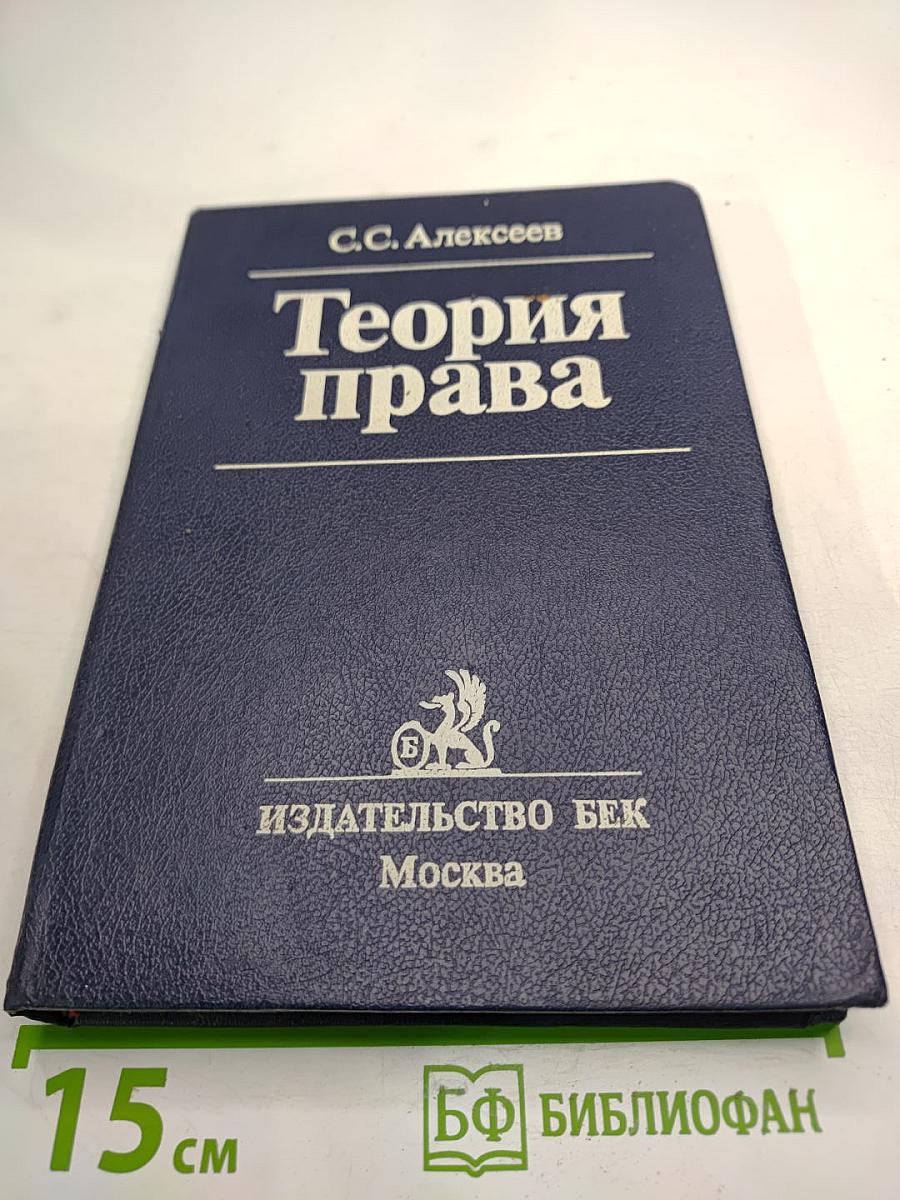 С.С. Алексеев
Теория
права
Б
ИЗДАТЕЛЬСТВО БЕК
Москва
15 см
БФ БИБЛИОФАН